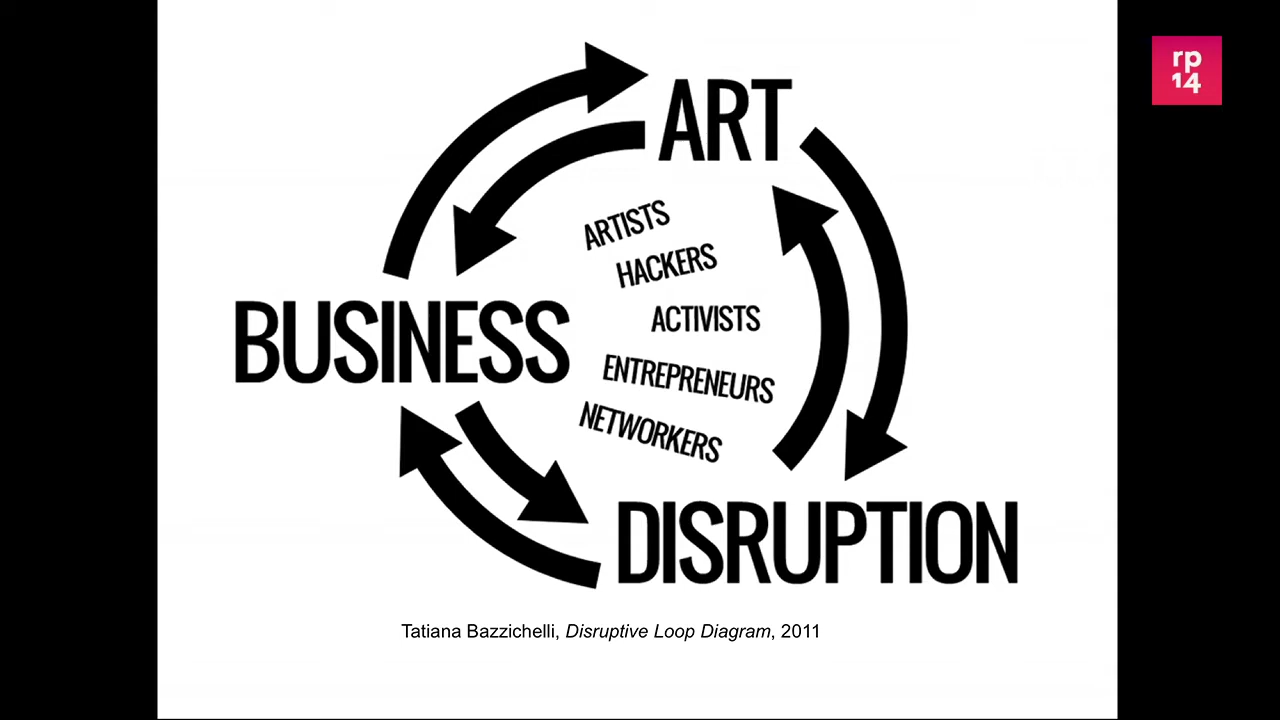 ART
ARTISTS
HACKERS
BUSINESS
ACTIVISTS
ENTREPRENEURS
NETWORKERS
DISRUPTION
Tatiana Bazzichelli, Disruptive Loop Diagram, 2011
rp
14